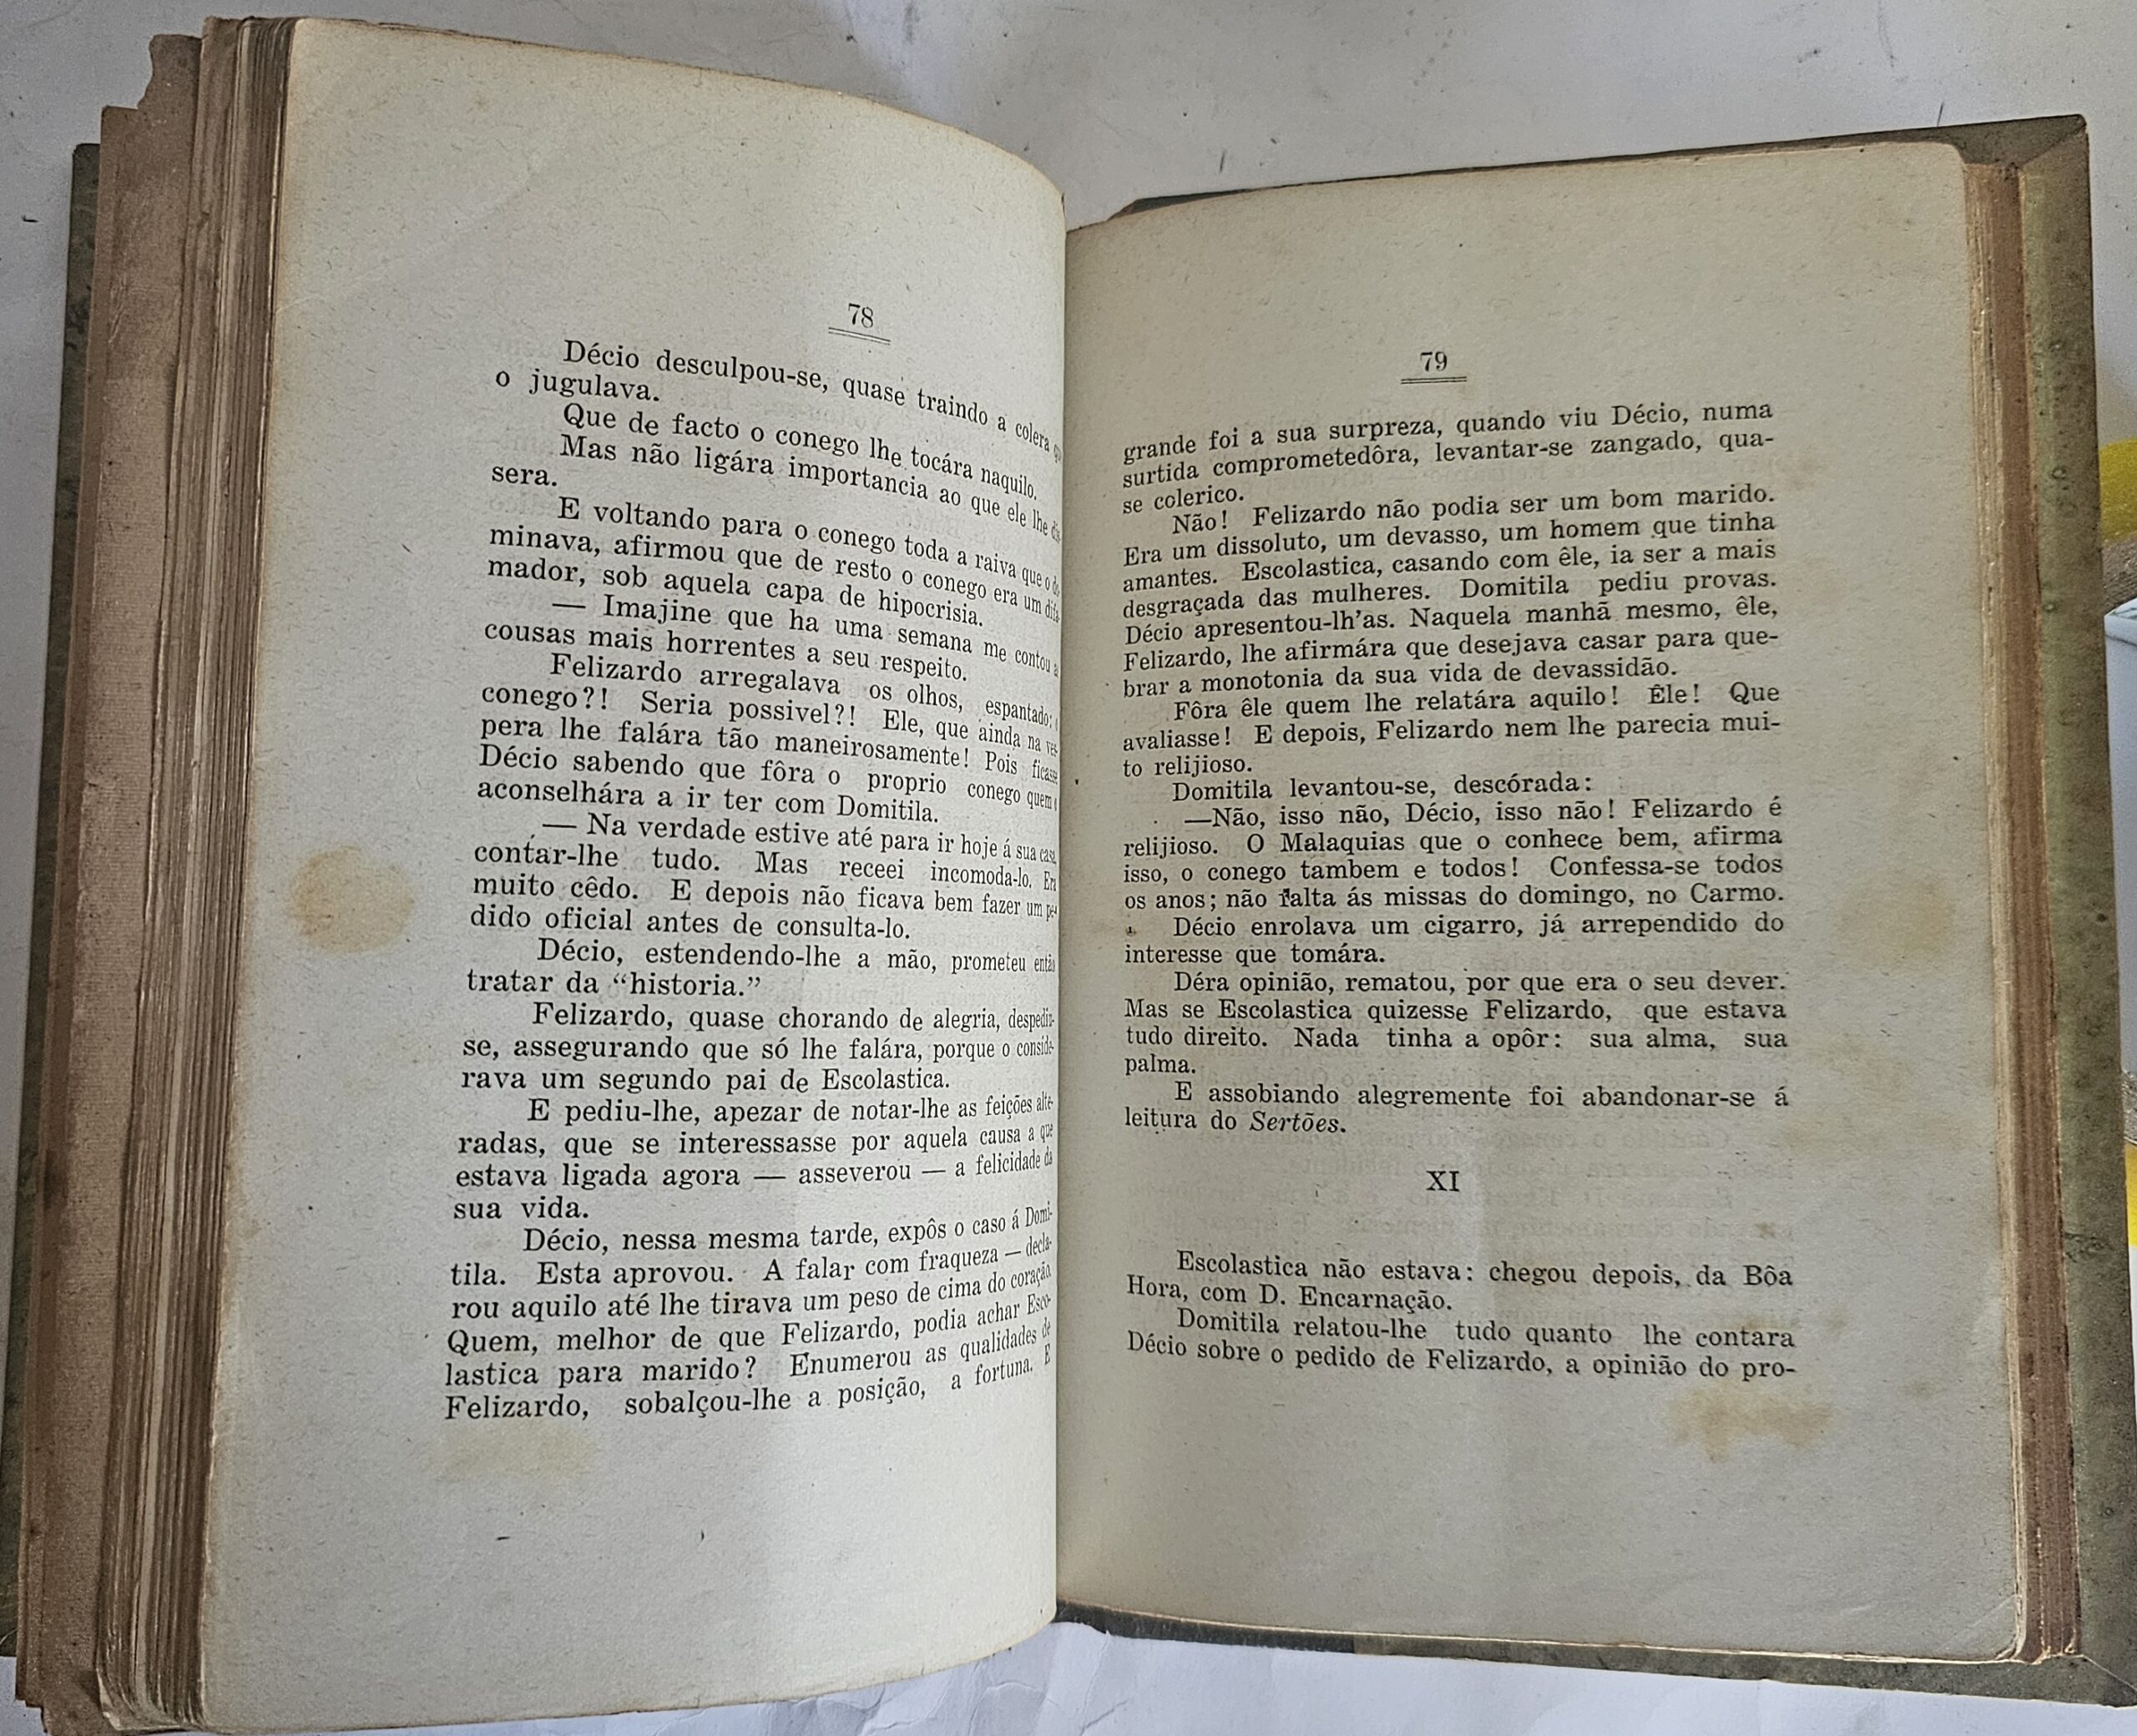 78
Décio desculpou-se, quase traindo a colera
o jugulava.
Que de facto o conego lhe tocára naquilo.
Mas não ligára importancia ao que ele lhe
sera.
E voltando para o conego toda a raiva que o
minava, afirmou que de resto o conego era um difa-
mador, sob aquela capa de hipocrisia.
— Imajine que ha uma semana me contou
cousas mais horrentes a seu respeito.
Felizardo arregalava os olhos, espantado:
conego?! Seria possivel?! Ele, que ainda na ves-
pera lhe falára tão maneirosamente! Pois ficasse
Décio sabendo que fôra o proprio conego quem
aconselhára a ir ter com Domitila.
— Na verdade estive até para ir hoje á sua casa
contar-lhe tudo. Mas receei incomoda-lo. Era
muito cêdo. E depois não ficava bem fazer um pe-
dido oficial antes de consulta-lo.
Décio, estendendo-lhe a mão, prometeu então
tratar da “historia.”
Felizardo, quase chorando de alegria, despediu-
se, assegurando que só lhe falára, porque o conside-
rava um segundo pai de Escolastica.
E pediu-lhe, apezar de notar-lhe as feições alte-
radas, que se interessasse por aquela causa a que
estava ligada agora — asseverou — a felicidade da
sua vida.
Décio, nessa mesma tarde, expôs o caso á Domi-
tila. Esta aprovou. A falar com fraqueza — decla-
rou aquilo até lhe tirava um peso de cima do coração.
Quem, melhor de que Felizardo, podia achar Esco-
lastica para marido? Enumerou as qualidades de
Felizardo, sobalçou-lhe a posição, a fortuna. E
79
grande foi a sua surpreza, quando viu Décio, numa
surtida comprometedôra, levantar-se zangado, qua-
se colerico.
Não! Felizardo não podia ser um bom marido.
Era um dissoluto, um devasso, um homem que tinha
amantes. Escolastica, casando com êle, ia ser a mais
desgraçada das mulheres. Domitila pediu provas.
Décio apresentou-lh’as. Naquela manhã mesmo, êle,
Felizardo, lhe afirmára que desejava casar para que-
brar a monotonia da sua vida de devassidão.
Fôra êle quem lhe relatára aquilo! Êle! Que
avaliasse! E depois, Felizardo nem lhe parecia mui-
to relijioso.
Domitila levantou-se, descórada:
—Não, isso não, Décio, isso não! Felizardo é
relijioso. O Malaquias que o conhece bem, afirma
isso, o conego tambem e todos! Confessa-se todos
os anos; não falta ás missas do domingo, no Carmo.
Décio enrolava um cigarro, já arrependido do
interesse que tomára.
Déra opinião, rematou, por que era o seu dever.
Mas se Escolastica quizesse Felizardo, que estava
tudo direito. Nada tinha a opôr: sua alma, sua
palma.
E assobiando alegremente foi abandonar-se á
leitura do Sertões.
XI
Escolastica não estava: chegou depois, da Bôa
Hora, com D. Encarnação.
Domitila relatou-lhe tudo quanto lhe contara
Décio sobre o pedido de Felizardo, a opinião do pro-